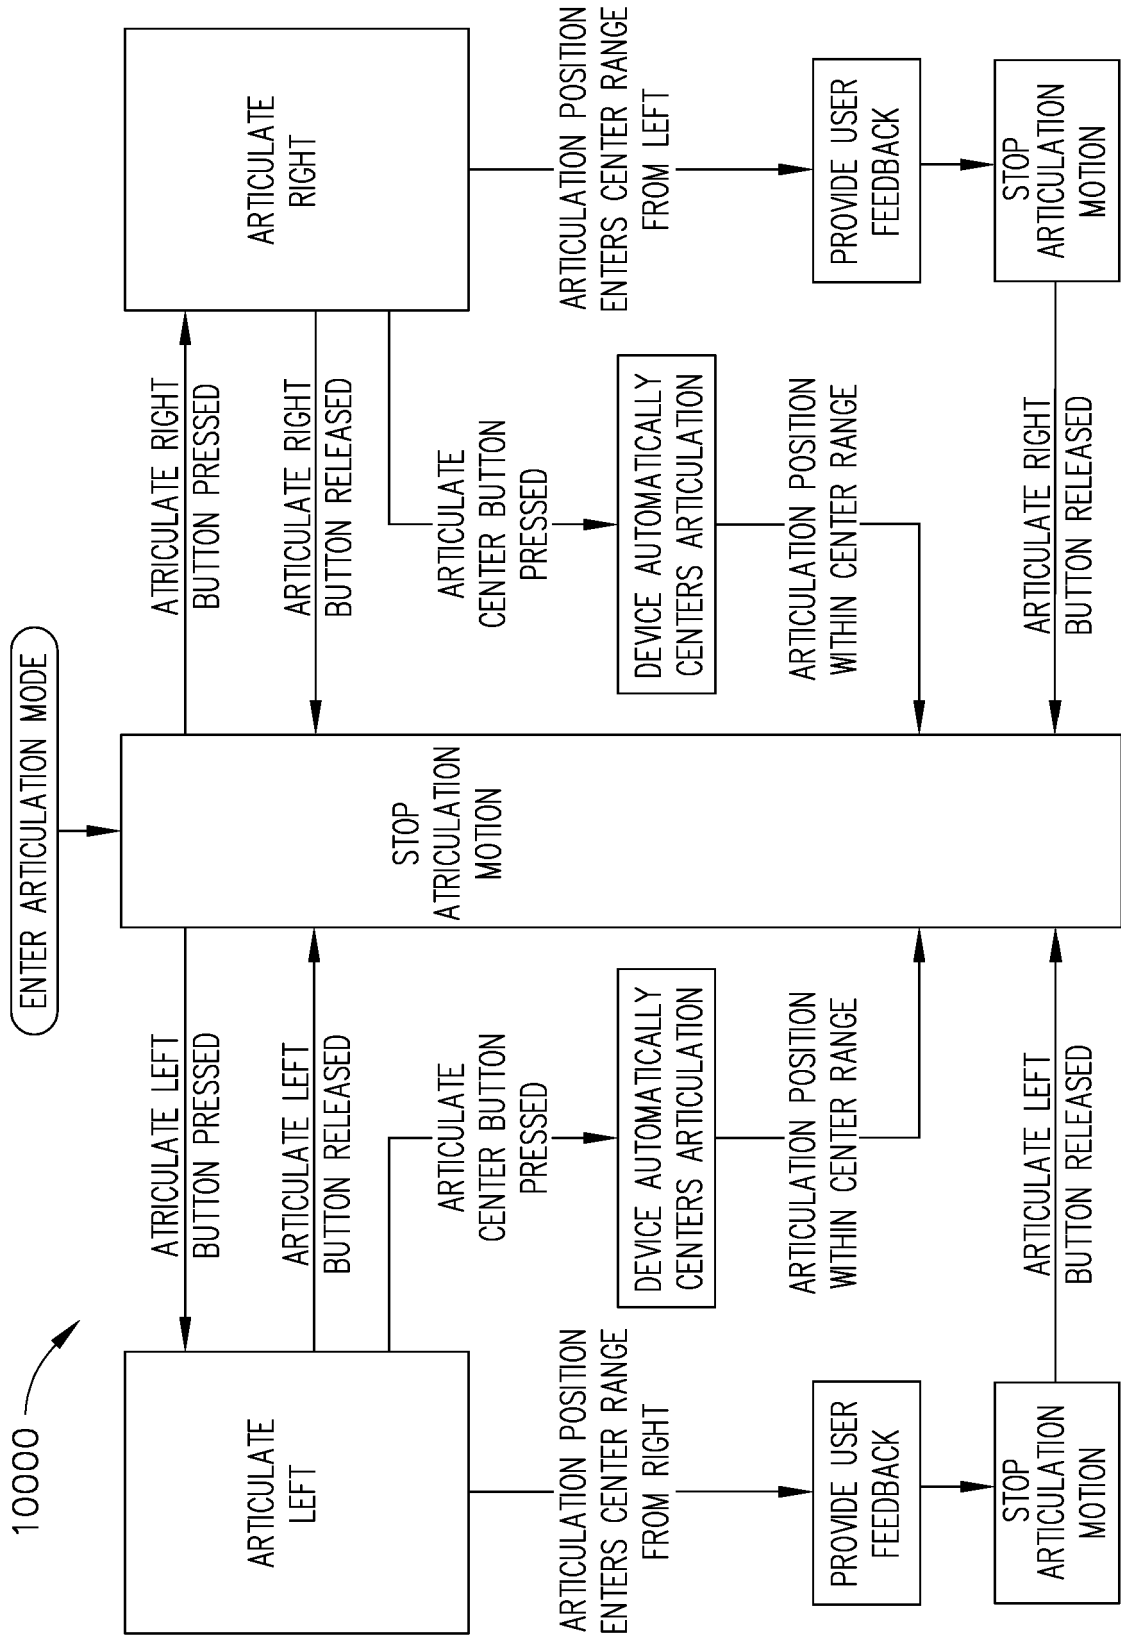 10000
ENTER ARTICULATION MODE
ARTICULATE
LEFT
ATRICULATE LEFT
BUTTON PRESSED
ARTICULATE LEFT
BUTTON RELEASED
ARTICULATE
CENTER BUTTON
PRESSED
DEVICE AUTOMATICALLY
CENTERS ARTICULATION
ARTICULATION POSITION
WITHIN CENTER RANGE
ARTICULATION POSITION
ENTERS CENTER RANGE
FROM RIGHT
PROVIDE USER
FEEDBACK
STOP
ARTICULATION
MOTION
ARTICULATE LEFT
BUTTON RELEASED
STOP
ATRICULATION
MOTION
ATRICULATE RIGHT
BUTTON PRESSED
ARTICULATE RIGHT
BUTTON RELEASED
ARTICULATE
CENTER BUTTON
PRESSED
DEVICE AUTOMATICALLY
CENTERS ARTICULATION
ARTICULATION POSITION
WITHIN CENTER RANGE
ARTICULATE RIGHT
BUTTON RELEASED
ARTICULATE
RIGHT
ARTICULATION POSITION
ENTERS CENTER RANGE
FROM LEFT
PROVIDE USER
FEEDBACK
STOP
ARTICULATION
MOTION